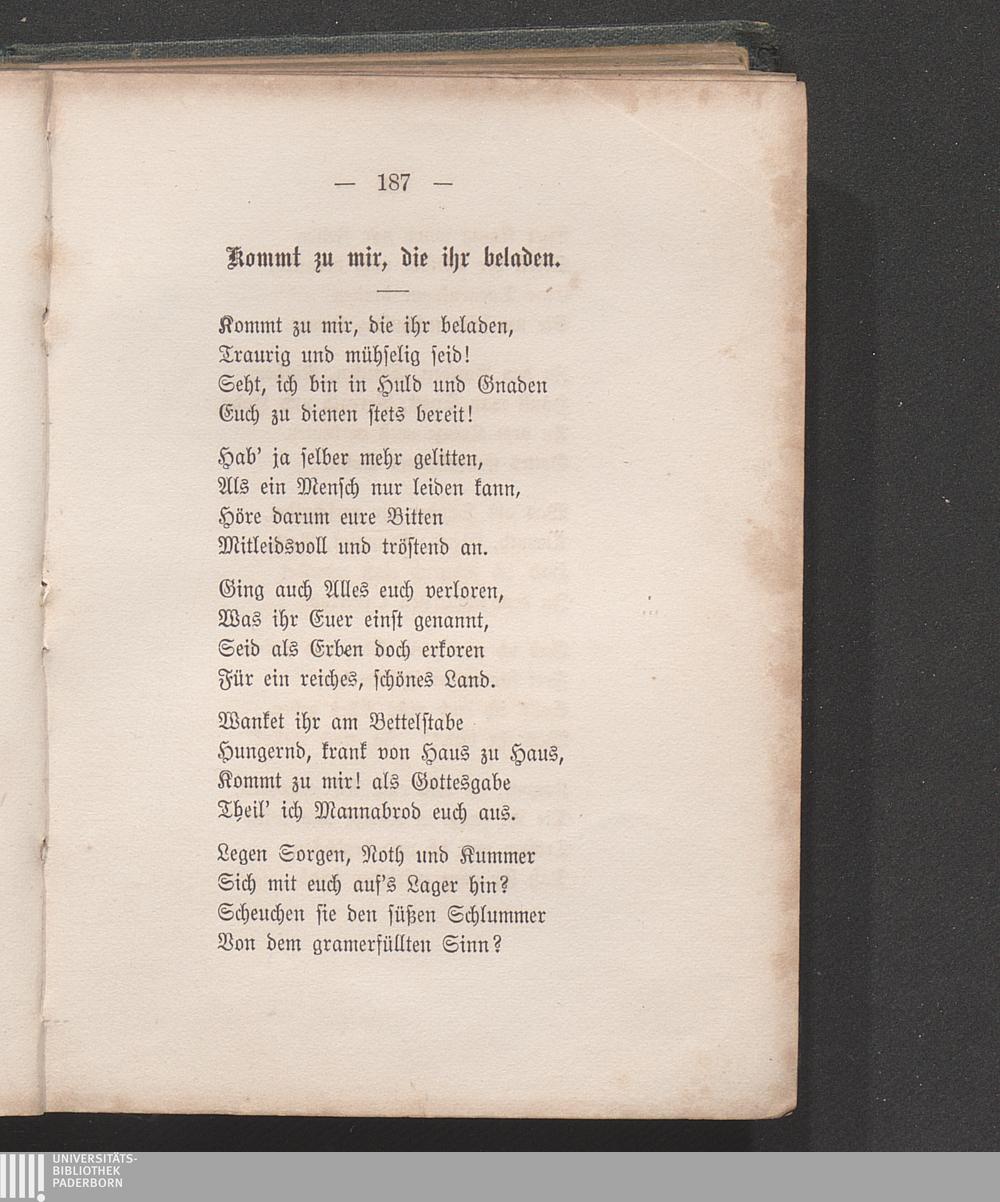 — 187 —
Kommt zu mir, die ihr beladen.
Kommt zu mir, die ihr beladen,
Traurig und mühselig seid!
Seht, ich bin in Huld und Gnaden
Euch zu dienen stets bereit!
Hab' ja selber mehr gelitten,
Als ein Mensch nur leiden kann,
Höre darum eure Bitten
Mitleidsvoll und tröstend an.
Ging auch Alles euch verloren,
Was ihr Euer einst genannt,
Seid als Erben doch erkoren
Für ein reiches, schönes Land.
Wanket ihr am Bettelstabe
Hungernd, krank von Haus zu Haus,
Kommt zu mir! als Gottesgabe
Theil' ich Mannabrod euch aus.
Legen Sorgen, Noth und Kummer
Sich mit euch auf's Lager hin?
Scheuchen sie den süßen Schlummer
Von dem gramerfüllten Sinn?
UNIVERSITÄTS-
BIBLIOTHEK
PADERBORN